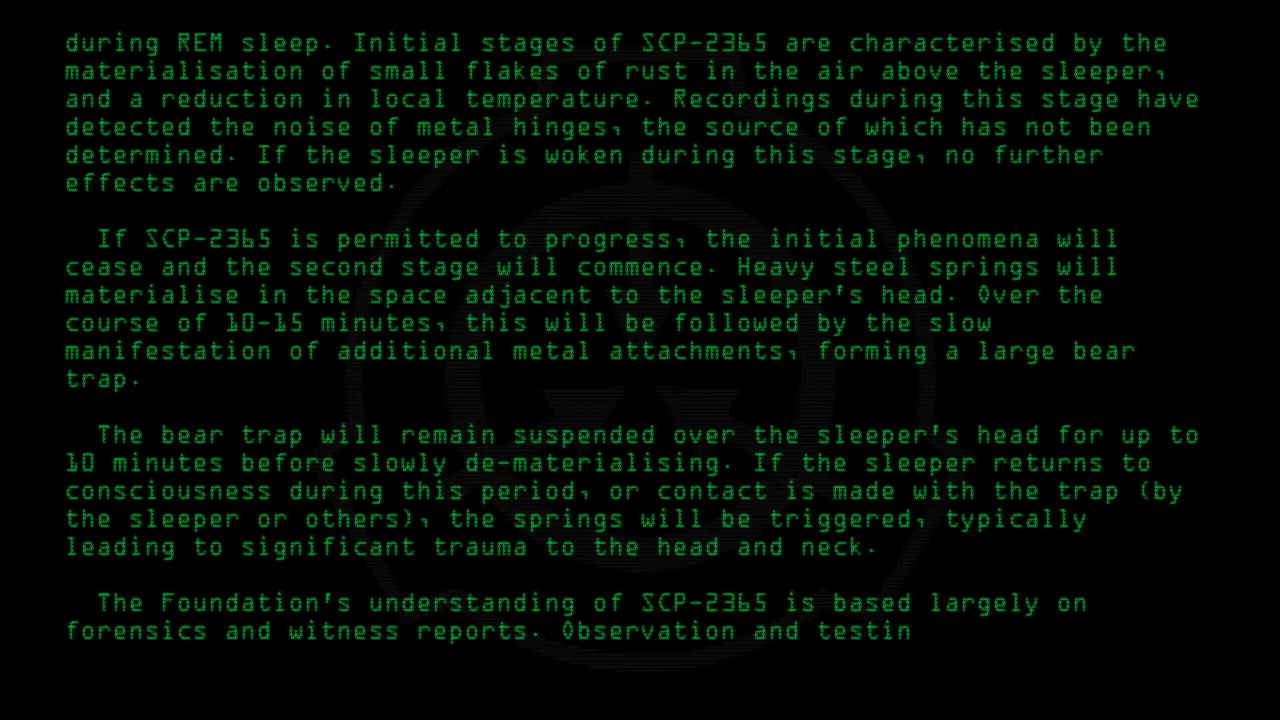 during REM sleep. Initial stages of SCP-2365 are characterised by the
materialisation of small flakes of rust in the air above the sleeper,
and a reduction in local temperature. Recordings during this stage have
detected the noise of metal hinges, the source of which has not been
determined. If the sleeper is woken during this stage, no further
effects are observed.
If SCP-2365 is permitted to progress, the initial phenomena will
cease and the second stage will commence. Heavy steel springs will
materialise in the space adjacent to the sleeper's head. Over the
course of 10-15 minutes, this will be followed by the slow
manifestation of additional metal attachments, forming a large bear
trap.
The bear trap will remain suspended over the sleeper's head for up to
10 minutes before slowly de-materialising. If the sleeper returns to
consciousness during this period, or contact is made with the trap (by
the sleeper or others), the springs will be triggered, typically
leading to significant trauma to the head and neck.
The Foundation's understanding of SCP-2365 is based largely on
forensics and witness reports. Observation and testin